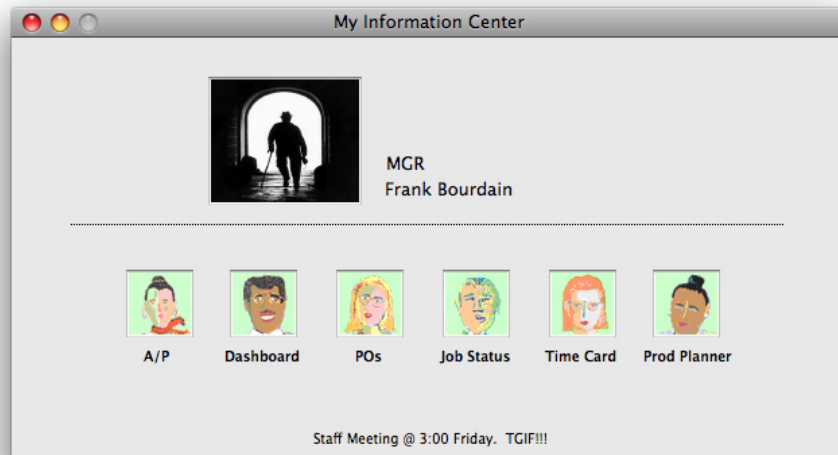 My Information Center
MGR
Frank Bourdain
A/P Dashboard POs Job Status Time Card Prod Planner
Staff Meeting @ 3:00 Friday. TGIF!!!